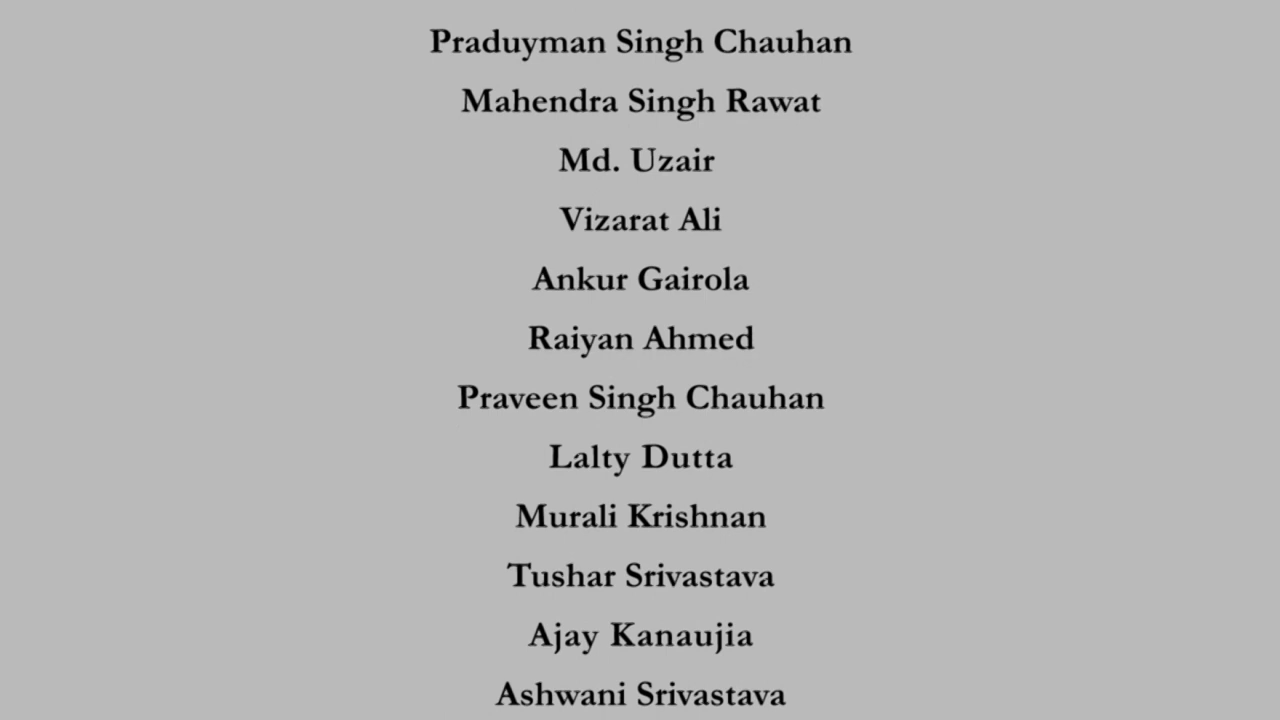 Praduyman Singh Chauhan
Mahendra Singh Rawat
Md. Uzair
Vizarat Ali
Ankur Gairola
Raiyan Ahmed
Praveen Singh Chauhan
Lalty Dutta
Murali Krishnan
Tushar Srivastava
Ajay Kanaujia
Ashwani Srivastava